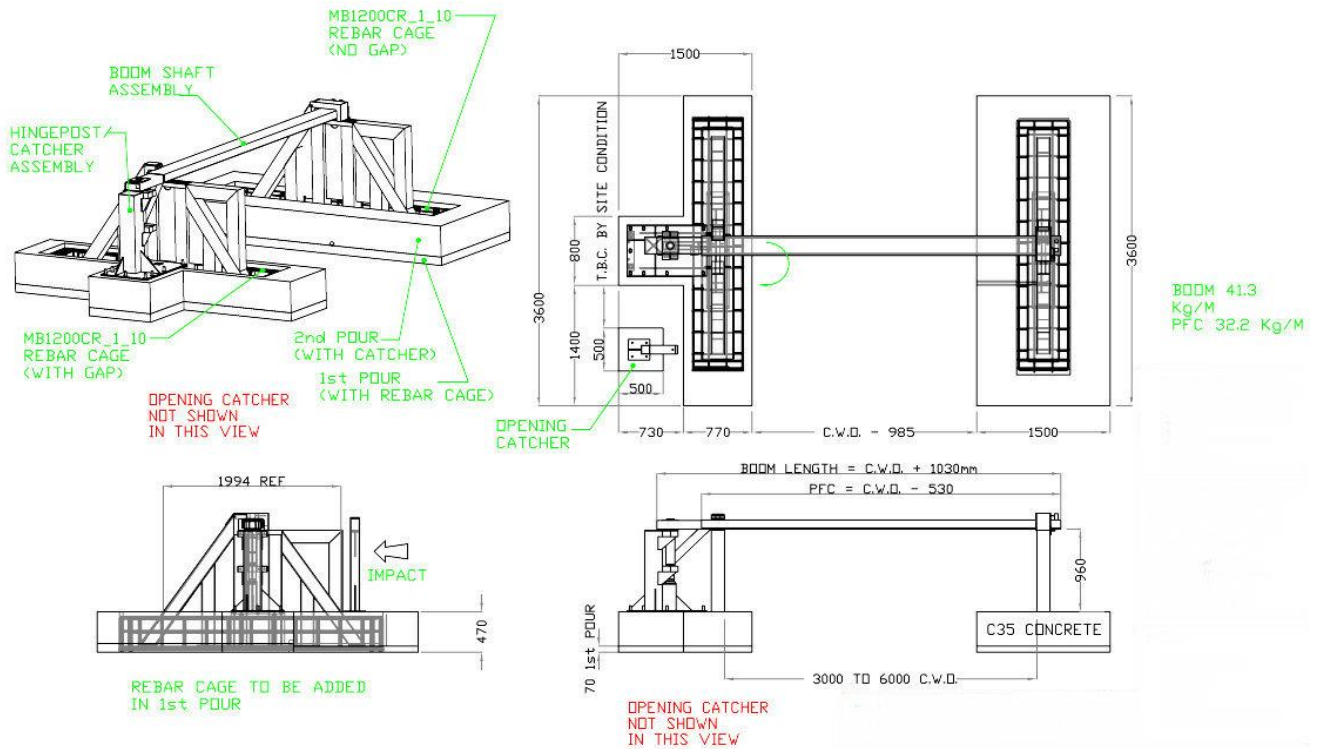 MB1200CR_1_10
REBAR CAGE
(NO GAP)
BOOM SHAFT
ASSEMBLY
HINGEPOST/
CATCHER
ASSEMBLY
MB1200CR_1_10
REBAR CAGE
(WITH GAP)
2nd POUR
(WITH CATCHER)
1st POUR
(WITH REBAR CAGE)
OPENING CATCHER
NOT SHOWN
IN THIS VIEW
1500
3600
T.B.C. BY SITE CONDITION
800
1400
500
500
OPENING
CATCHER
730
770
C.W.O. - 985
1500
3600
BOOM 41.3
Kg/M
PFC 32.2 Kg/M
1994 REF
IMPACT
470
REBAR CAGE TO BE ADDED
IN 1st POUR
BOOM LENGTH = C.W.O. + 1030mm
PFC = C.W.O. - 530
960
C35 CONCRETE
70 1st POUR
3000 TO 6000 C.W.O.
OPENING CATCHER
NOT SHOWN
IN THIS VIEW